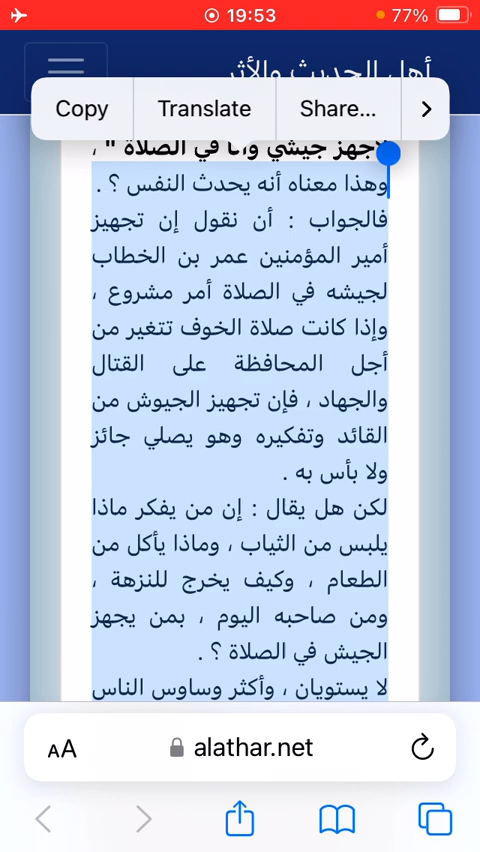 19:53
77%
أهل الحديث والأثر
Copy
Translate
Share...
لأجهز جيشي وأنا في الصلاة " ،
وهذا معناه أنه يحدث النفس ؟ .
فالجواب : أن نقول إن تجهيز
أمير المؤمنين عمر بن الخطاب
لجيشه في الصلاة أمر مشروع ،
وإذا كانت صلاة الخوف تتغير من
أجل المحافظة على القتال
والجهاد ، فإن تجهيز الجيوش من
القائد وتفكيره وهو يصلي جائز
ولا بأس به .
لكن هل يقال : إن من يفكر ماذا
يلبس من الثياب ، وماذا يأكل من
الطعام ، وكيف يخرج للنزهة ،
ومن صاحبه اليوم ، بمن يجهز
الجيش في الصلاة ؟ .
لا يستويان ، وأكثر وساوس الناس
AA
alathar.net